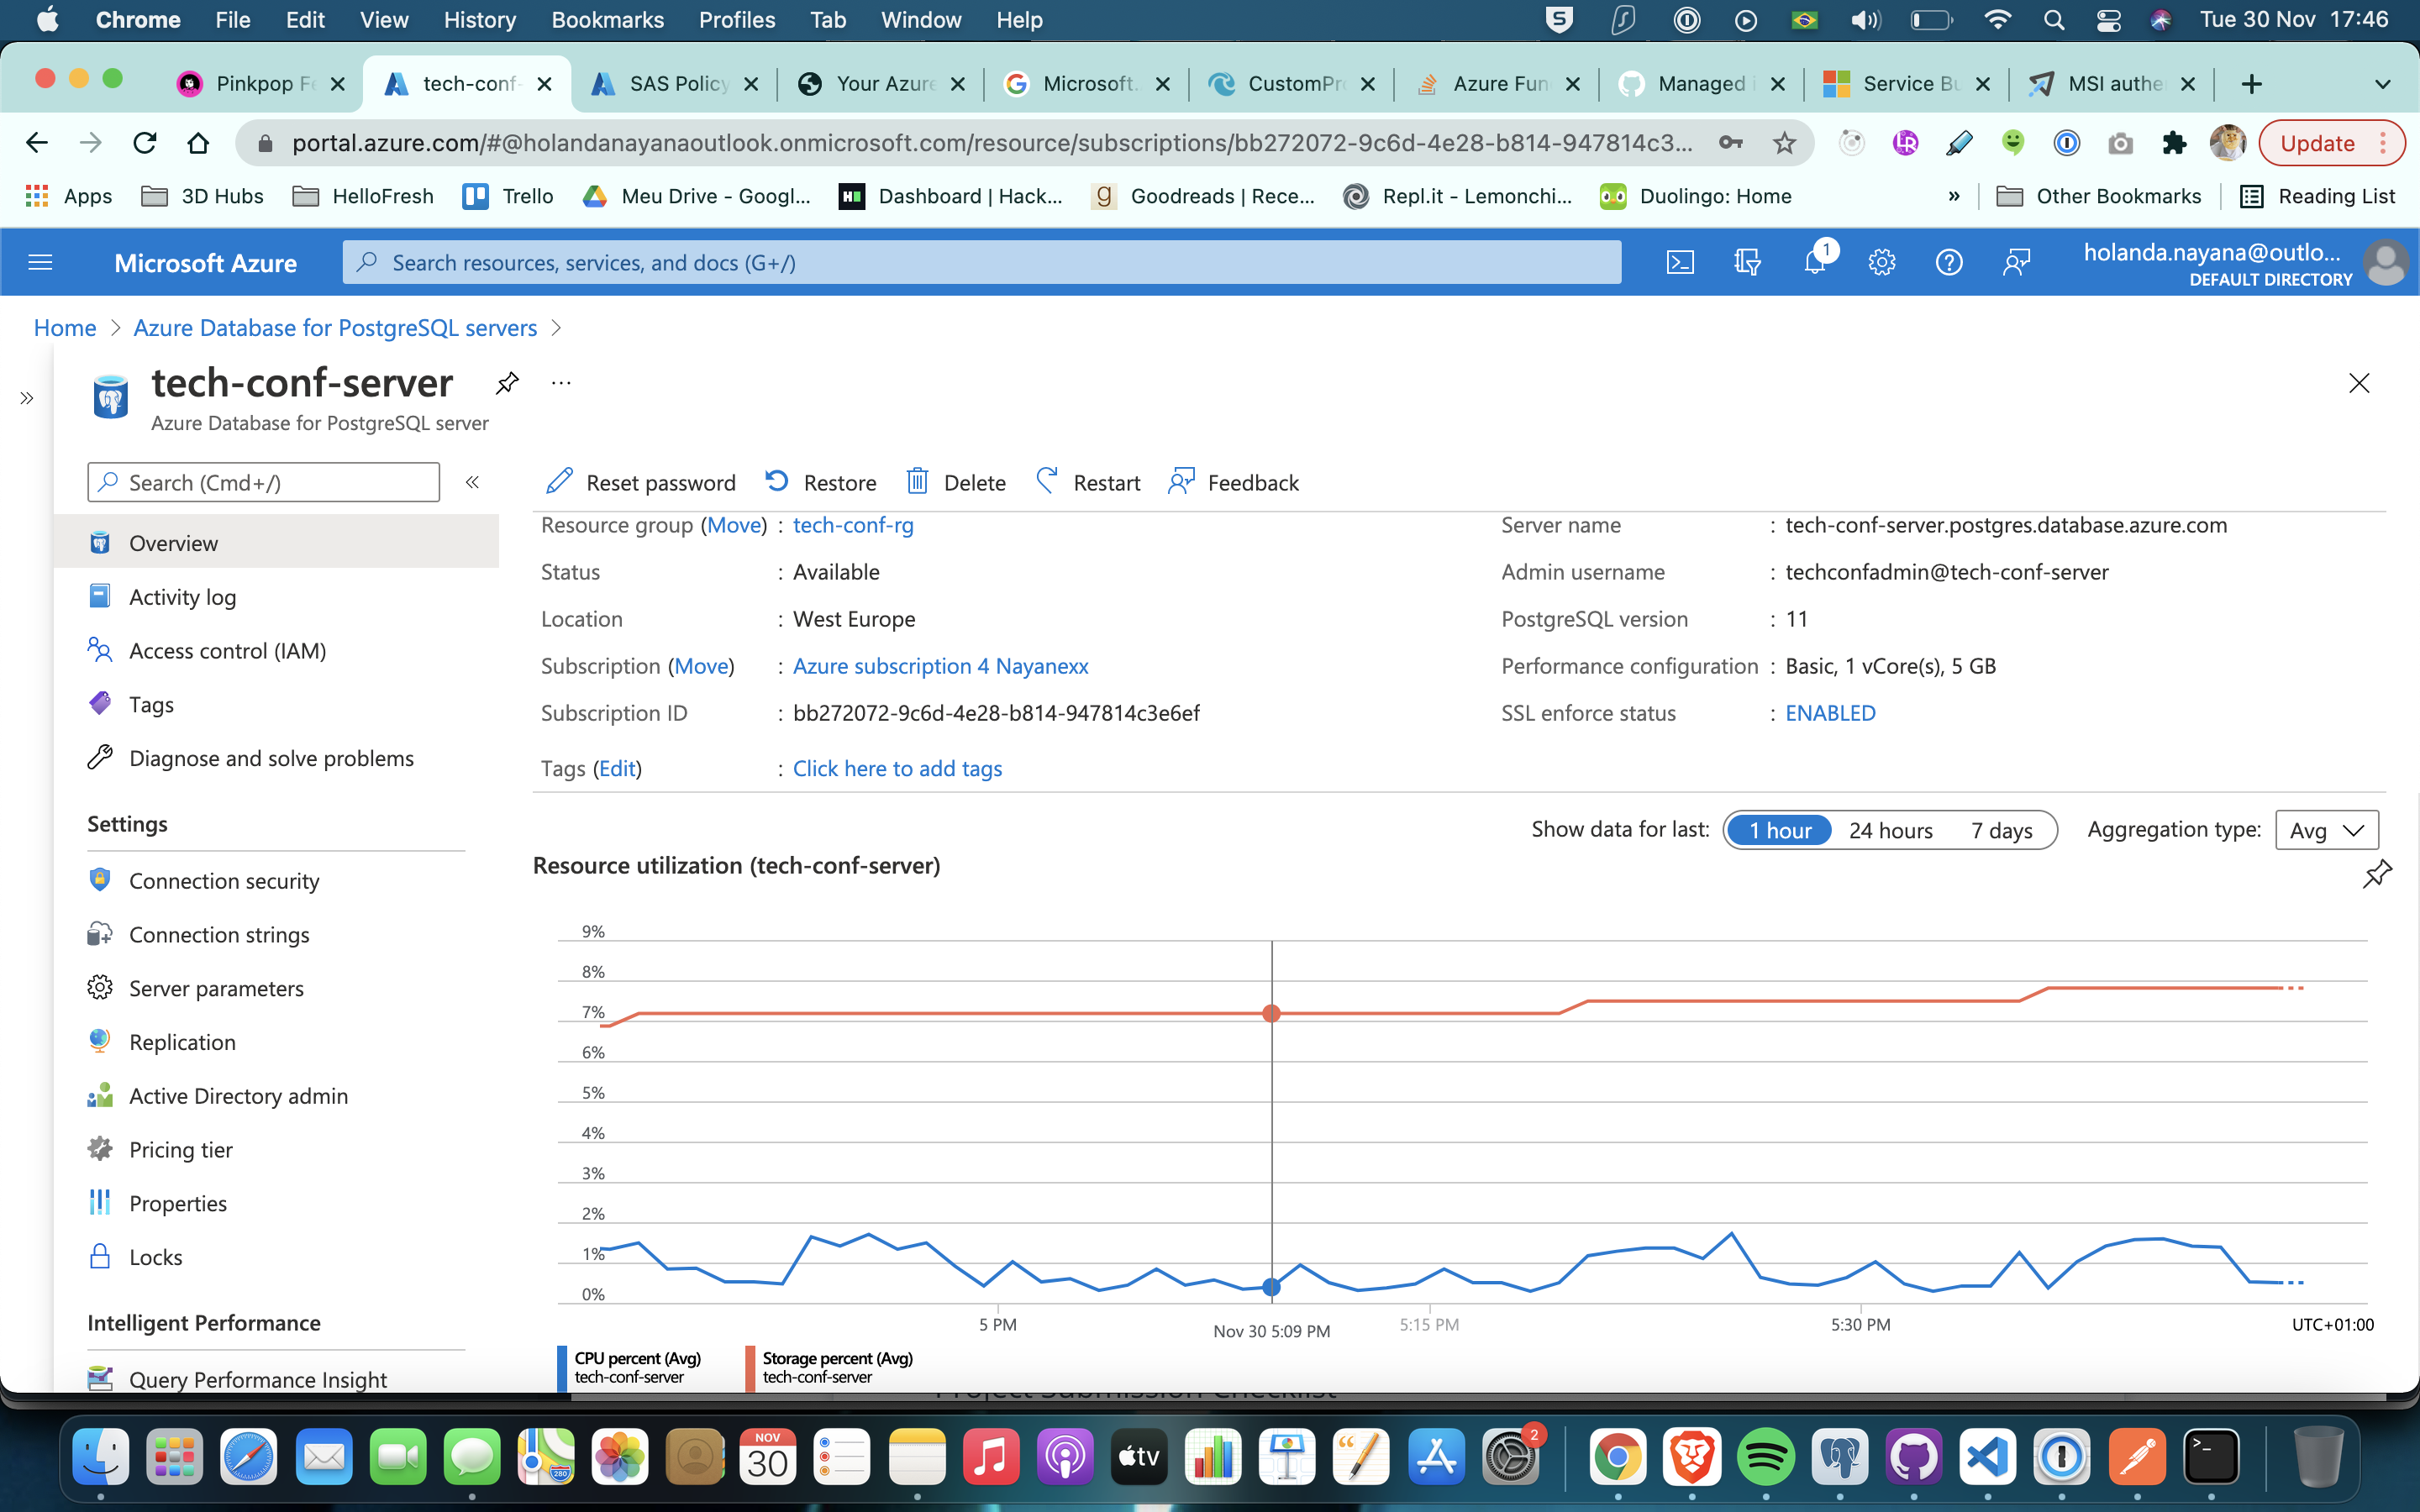 Chrome File Edit View History Bookmarks Profiles Tab Window Help Tue 30 Nov 17:46
Pinkpop Fe tech-conf- SAS Policy Your Azure Microsoft. CustomPr Azure Fun Managed i Service Bu MSI authe
portal.azure.com/#@holandanayanaoutlook.onmicrosoft.com/resource/subscriptions/bb272072-9c6d-4e28-b814-947814c3... Update
Apps 3D Hubs HelloFresh Trello Meu Drive - Googl... Dashboard | Hack... Goodreads | Rece... Repl.it - Lemonchi... Duolingo: Home » Other Bookmarks Reading List
Microsoft Azure Search resources, services, and docs (G+/) 1 holanda.nayana@outlo...
DEFAULT DIRECTORY
Home > Azure Database for PostgreSQL servers >
tech-conf-server ...
Azure Database for PostgreSQL server
Search (Cmd+/) «
Overview
Activity log
Access control (IAM)
Tags
Diagnose and solve problems
Settings
Connection security
Connection strings
Server parameters
Replication
Active Directory admin
Pricing tier
Properties
Locks
Intelligent Performance
Query Performance Insight
Reset password Restore Delete Restart Feedback
Resource group (Move) : tech-conf-rg
Status : Available
Location : West Europe
Subscription (Move) : Azure subscription 4 Nayanexx
Subscription ID : bb272072-9c6d-4e28-b814-947814c3e6ef
Tags (Edit) : Click here to add tags
Server name : tech-conf-server.postgres.database.azure.com
Admin username : techconfadmin@tech-conf-server
PostgreSQL version : 11
Performance configuration : Basic, 1 vCore(s), 5 GB
SSL enforce status : ENABLED
Show data for last: 1 hour 24 hours 7 days Aggregation type: Avg
Resource utilization (tech-conf-server)
9%
8%
7%
6%
5%
4%
3%
2%
1%
0%
5 PM Nov 30 5:09 PM 5:15 PM 5:30 PM UTC+01:00
CPU percent (Avg)
tech-conf-server
Storage percent (Avg)
tech-conf-server
Project Submission Checklist
NOV
30
280
tv
2